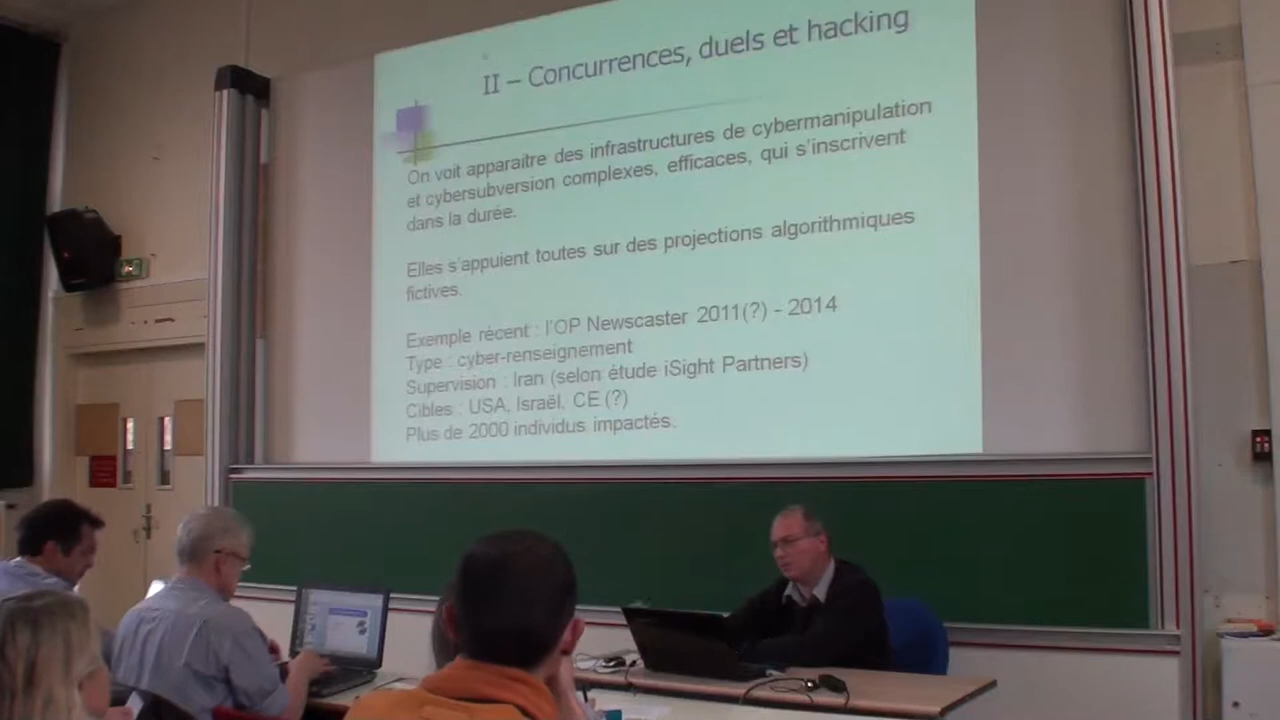 II – Concurrences, duels et hacking
On voit apparaître des infrastructures de cybermanipulation
et cybersubversion complexes, efficaces, qui s'inscrivent
dans la durée.
Elles s'appuient toutes sur des projections algorithmiques
fictives.
Exemple récent : l'OP Newscaster 2011(?) - 2014
Type : cyber-renseignement
Supervision : Iran (selon étude iSight Partners)
Cibles : USA, Israël, CE (?)
Plus de 2000 individus impactés.